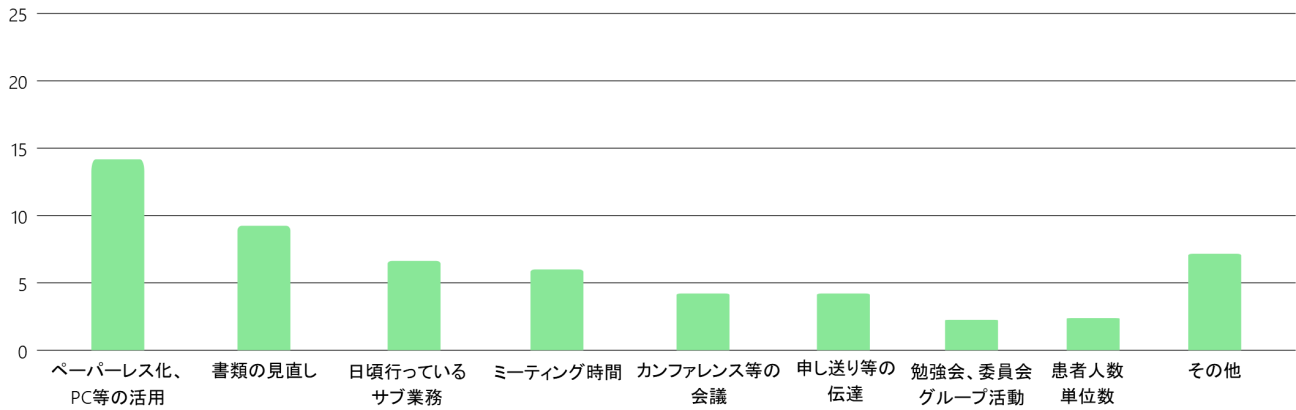 25
20
15
10
5
0
ペーパーレス化、
PC等の活用
書類の見直し
日頃行っている
サブ業務
ミーティング時間
カンファレンス等の
会議
申し送り等の
伝達
勉強会、委員会
グループ活動
患者人数
単位数
その他